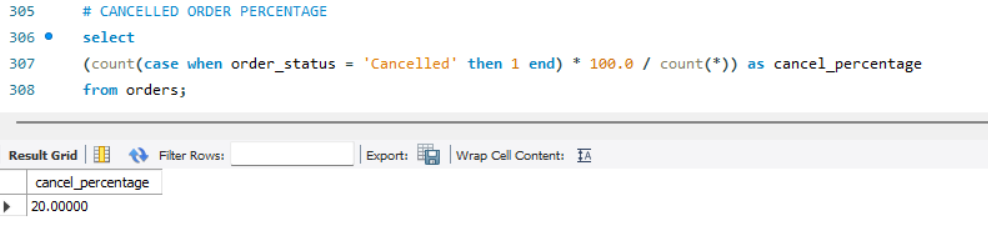 305 # CANCELLED ORDER PERCENTAGE
306 select
307 (count(case when order_status = 'Cancelled' then 1 end) * 100.0 / count(*)) as cancel_percentage
308 from orders;
Result Grid Filter Rows: Export: Wrap Cell Content: IA
cancel_percentage
20.00000